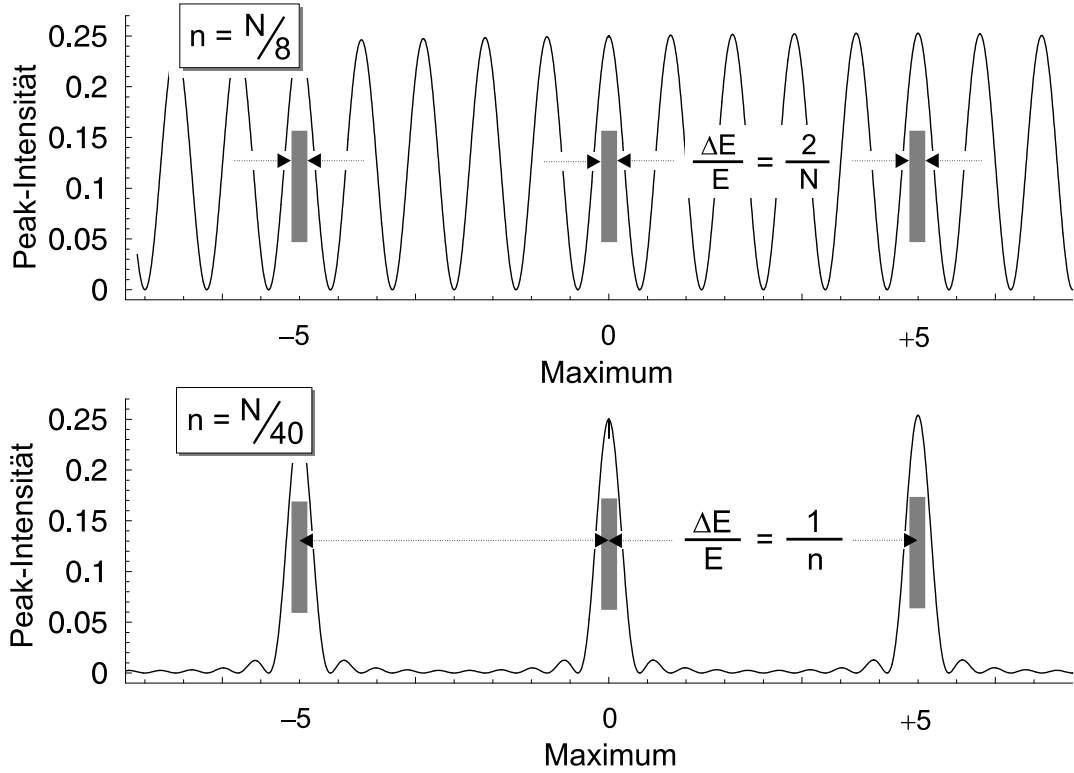 n = N/8
0.25
0.2
0.15
0.1
0.05
0
Peak-Intensität
ΔE/E = 2/N
–5 0 +5
Maximum
n = N/40
0.25
0.2
0.15
0.1
0.05
0
Peak-Intensität
ΔE/E = 1/n
–5 0 +5
Maximum